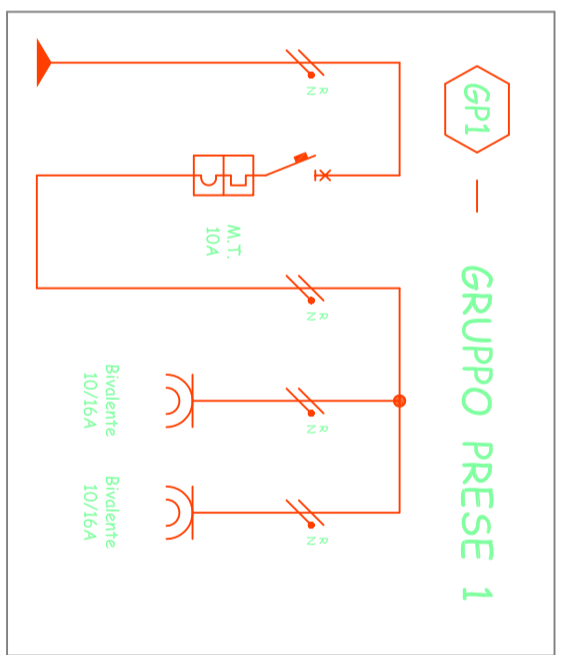 GP1 — GRUPPO PRESE 1
R
N
M.T.
10A
R
N
R
N
Bivalente
10/16A
R
N
Bivalente
10/16A